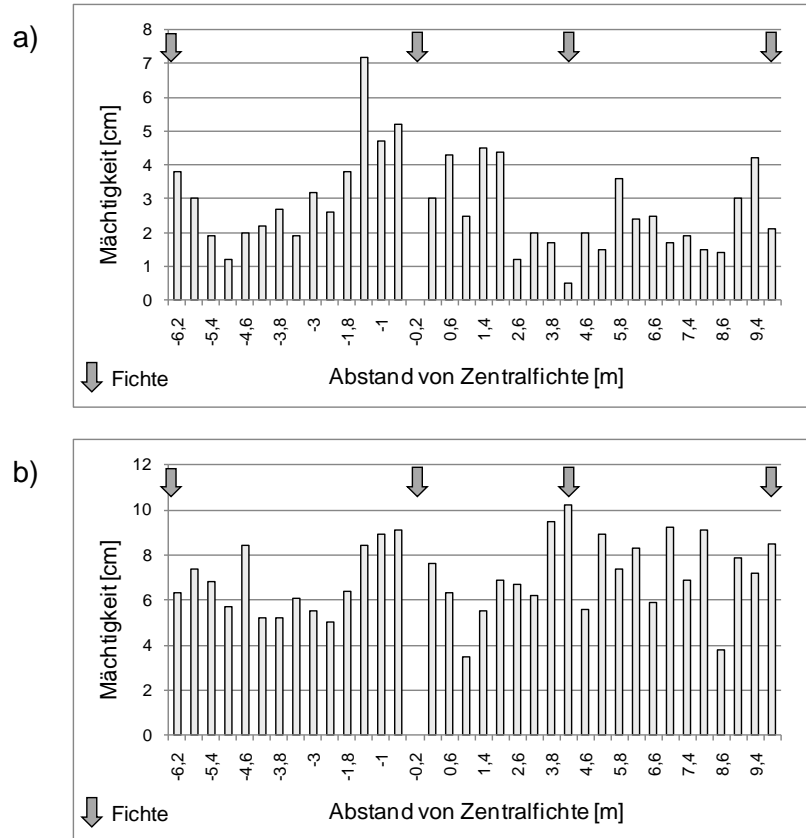 a)
8
7
6
5
4
3
2
1
0
Mächtigkeit [cm]
-6,2 -5,4 -4,6 -3,8 -3 -1,8 -1 -0,2 0,6 1,4 2,6 3,8 4,6 5,8 6,6 7,4 8,6 9,4
Fichte Abstand von Zentralfichte [m]
b)
12
10
8
6
4
2
0
Mächtigkeit [cm]
-6,2 -5,4 -4,6 -3,8 -3 -1,8 -1 -0,2 0,6 1,4 2,6 3,8 4,6 5,8 6,6 7,4 8,6 9,4
Fichte Abstand von Zentralfichte [m]